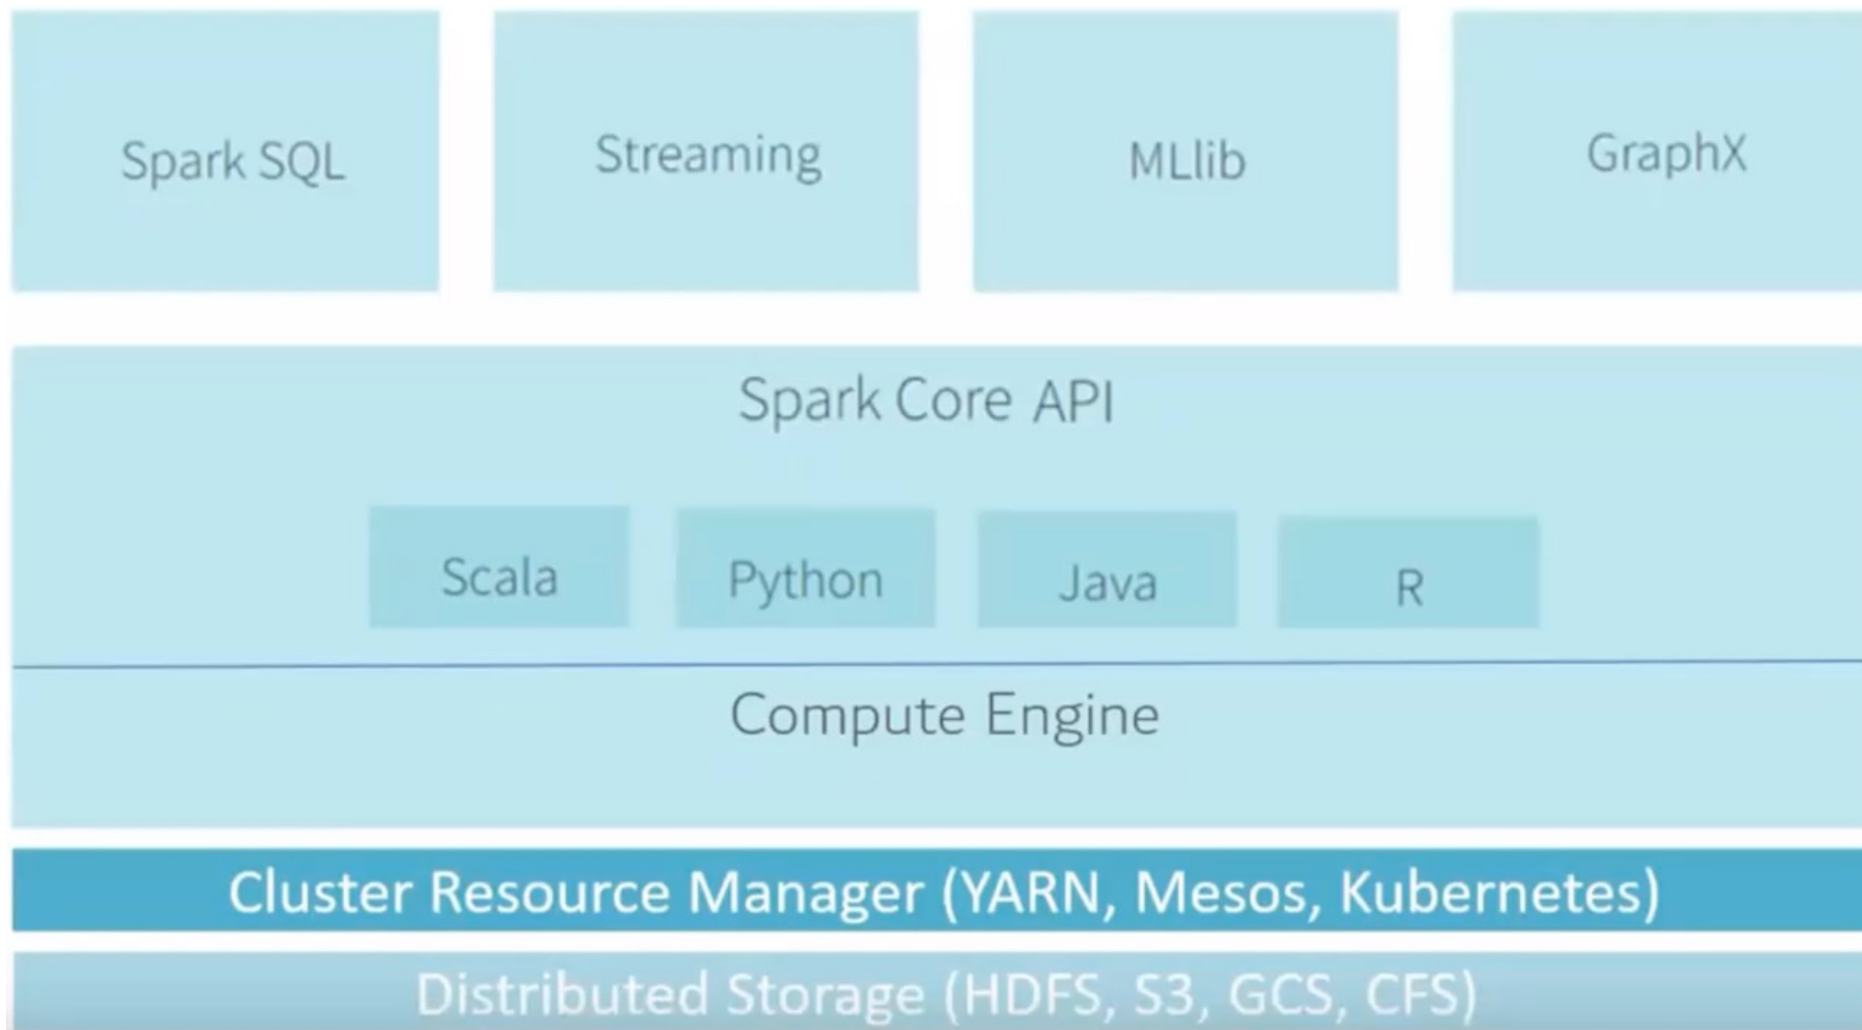 Spark SQL
Streaming
MLlib
GraphX
Spark Core API
Scala
Python
Java
R
Compute Engine
Cluster Resource Manager (YARN, Mesos, Kubernetes)
Distributed Storage (HDFS, S3, GCS, CFS)